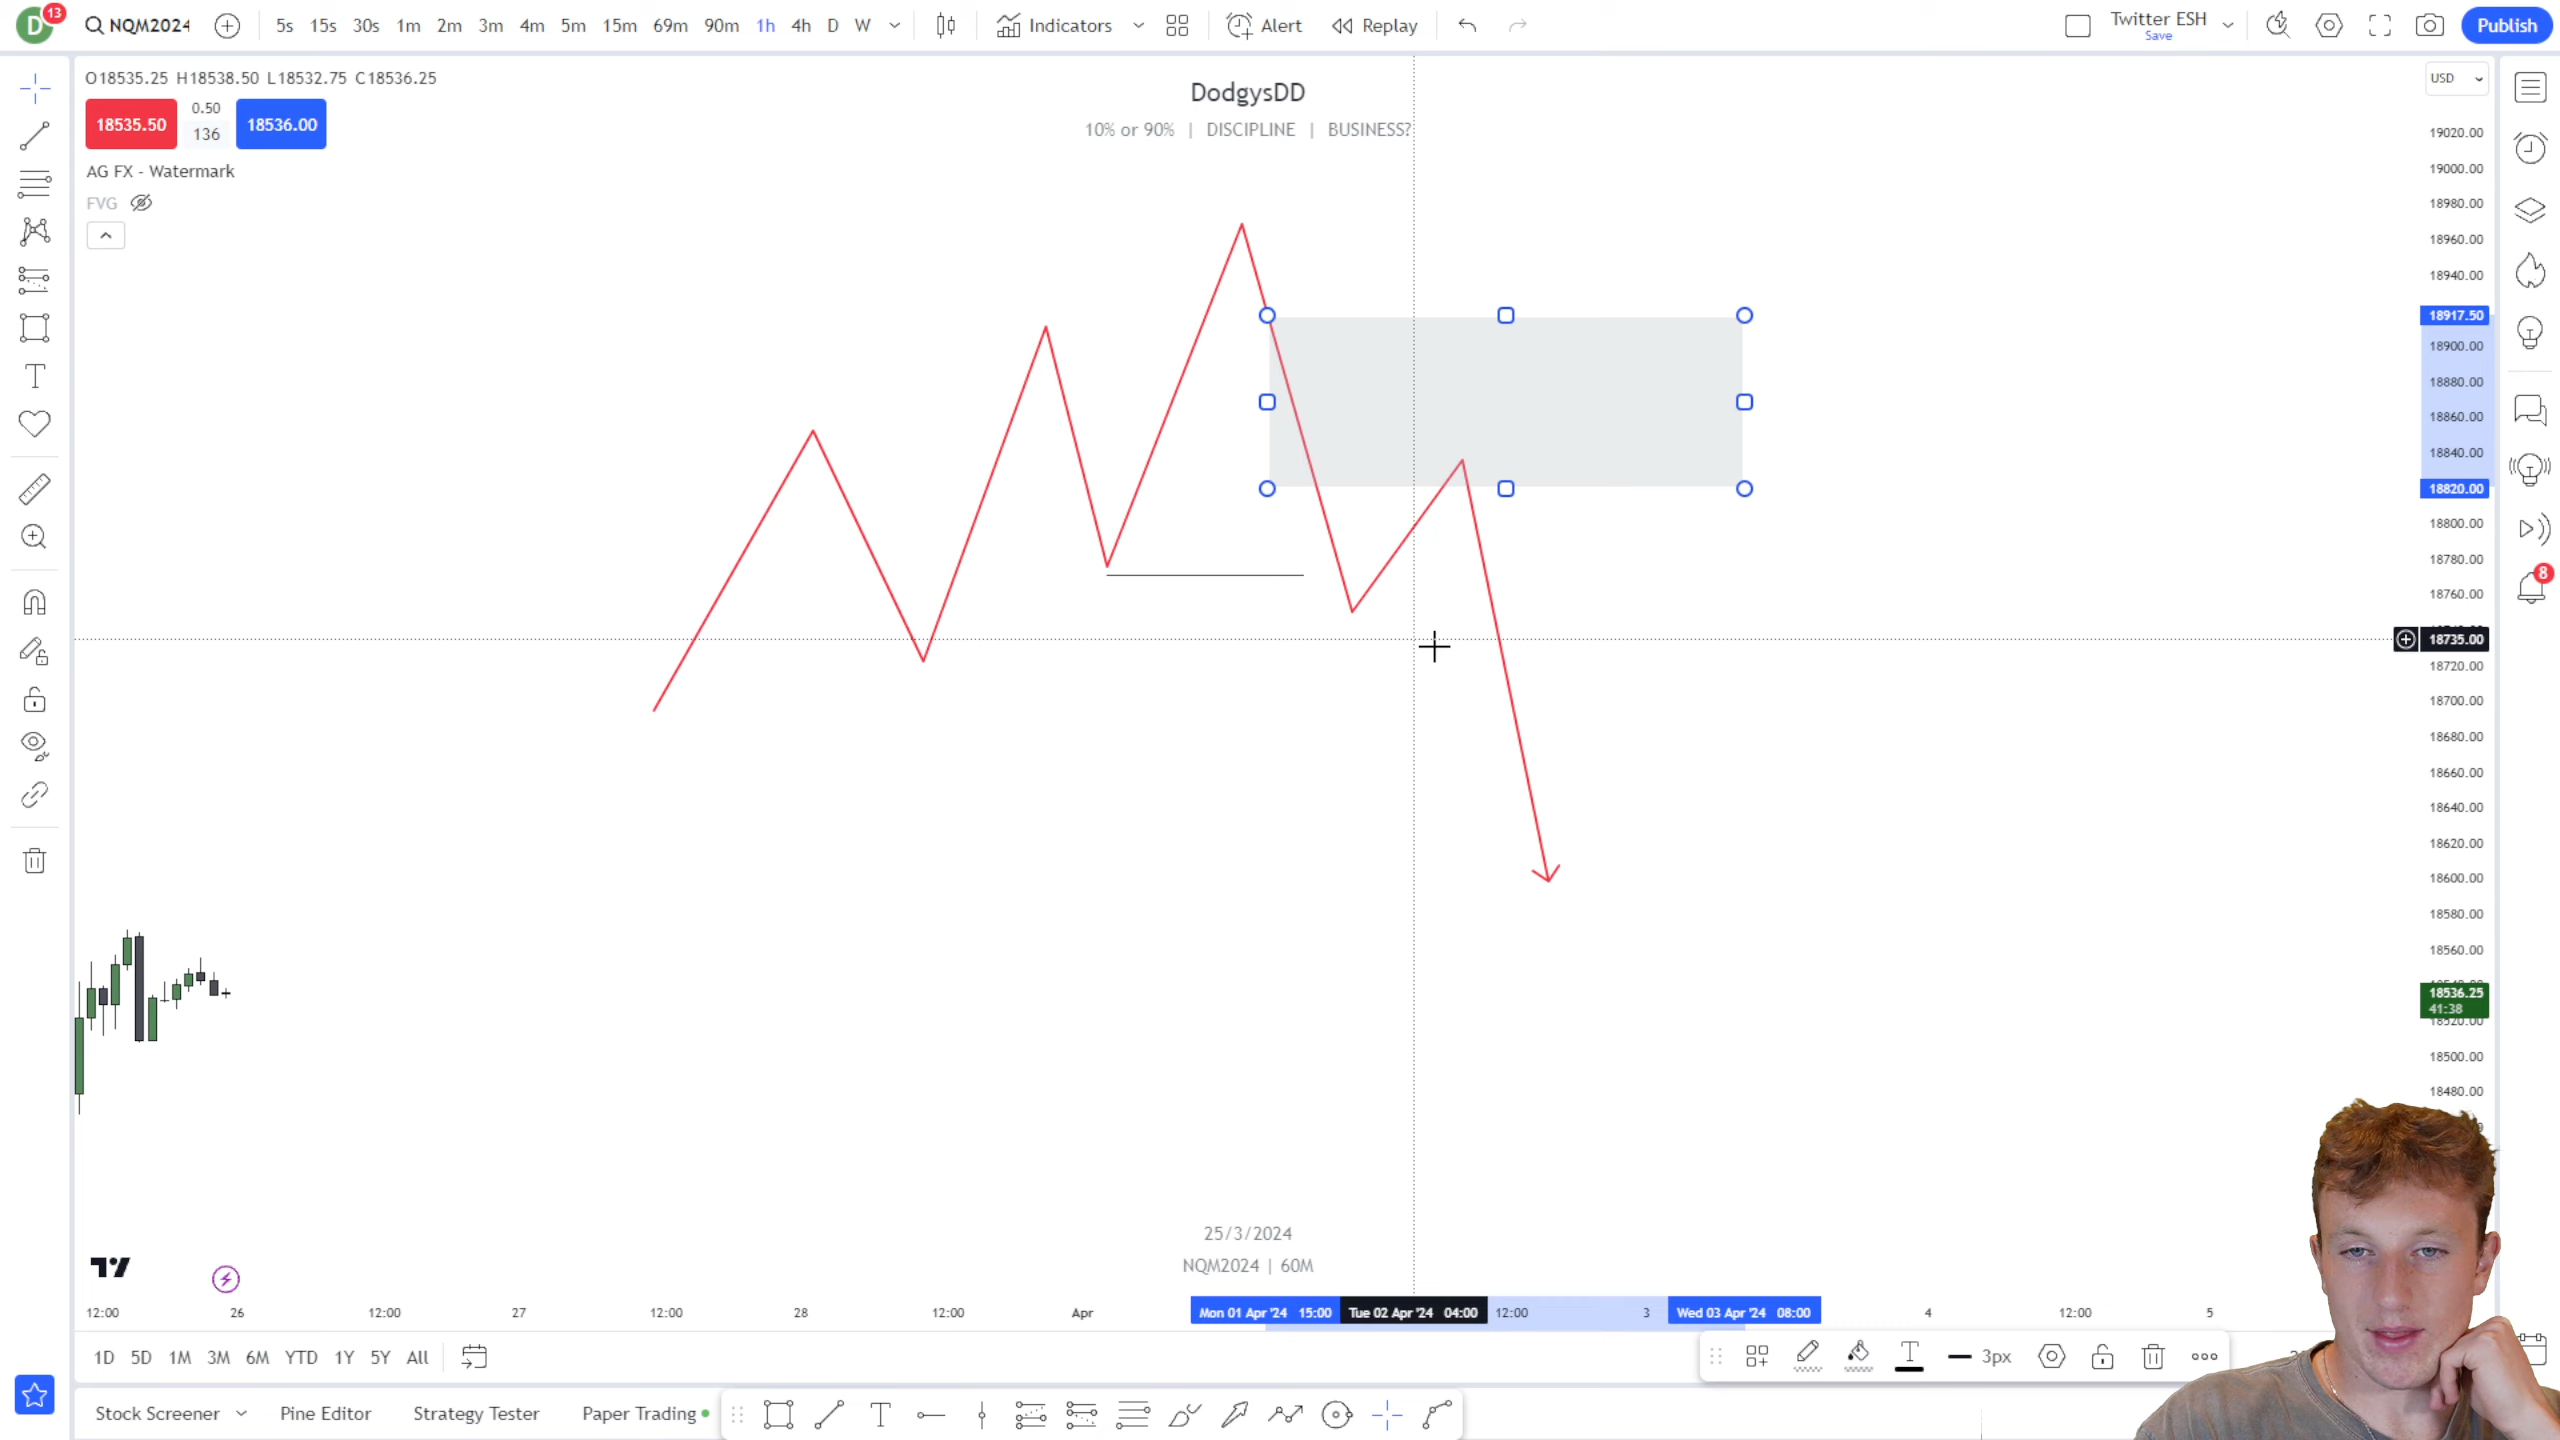 D 13 NQM2024 5s 15s 30s 1m 2m 3m 4m 5m 15m 69m 90m 1h 4h D W Indicators Alert Replay Twitter ESH Save Publish
O18535.25 H18538.50 L18532.75 C18536.25
18535.50 0.50 136 18536.00
AG FX - Watermark
FVG
DodgysDD
10% or 90% | DISCIPLINE | BUSINESS?
USD
19020.00
19000.00
18980.00
18960.00
18940.00
18917.50
18900.00
18880.00
18860.00
18840.00
18820.00
18800.00
18780.00
18760.00
18735.00
18720.00
18700.00
18680.00
18660.00
18640.00
18620.00
18600.00
18580.00
18560.00
18536.25
41:38
18520.00
18500.00
18480.00
8
25/3/2024
NQM2024 | 60M
12:00 26 12:00 27 12:00 28 12:00 Apr Mon 01 Apr '24 15:00 Tue 02 Apr '24 04:00 12:00 3 Wed 03 Apr '24 08:00 4 12:00 5
1D 5D 1M 3M 6M YTD 1Y 5Y All 3px
Stock Screener Pine Editor Strategy Tester Paper Trading